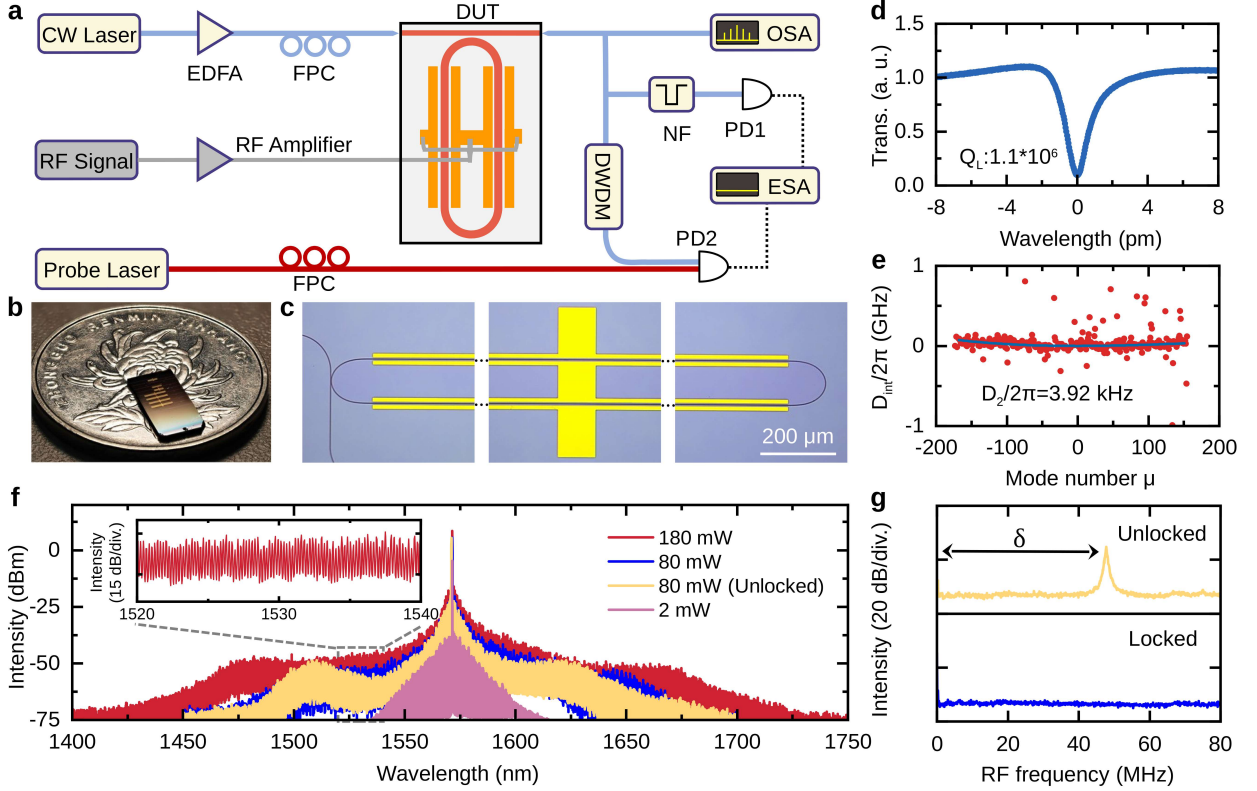 a
CW Laser
EDFA
FPC
DUT
OSA
NF
PD1
RF Signal
RF Amplifier
DWDM
ESA
PD2
Probe Laser
FPC
b
c
200 μm
d
1.5
1.0
0.5
0.0
Trans. (a. u.)
Q_L:1.1*10⁶
-8 -4 0 4 8
Wavelength (pm)
e
1
0
-1
D_int/2π (GHz)
D₂/2π=3.92 kHz
-200 -100 0 100 200
Mode number μ
f
0
-25
-50
-75
Intensity (dBm)
Intensity
(15 dB/div.)
1520 1530 1540
180 mW
80 mW
80 mW (Unlocked)
2 mW
1400 1450 1500 1550 1600 1650 1700 1750
Wavelength (nm)
g
Intensity (20 dB/div.)
Unlocked
δ
Locked
0 20 40 60 80
RF frequency (MHz)